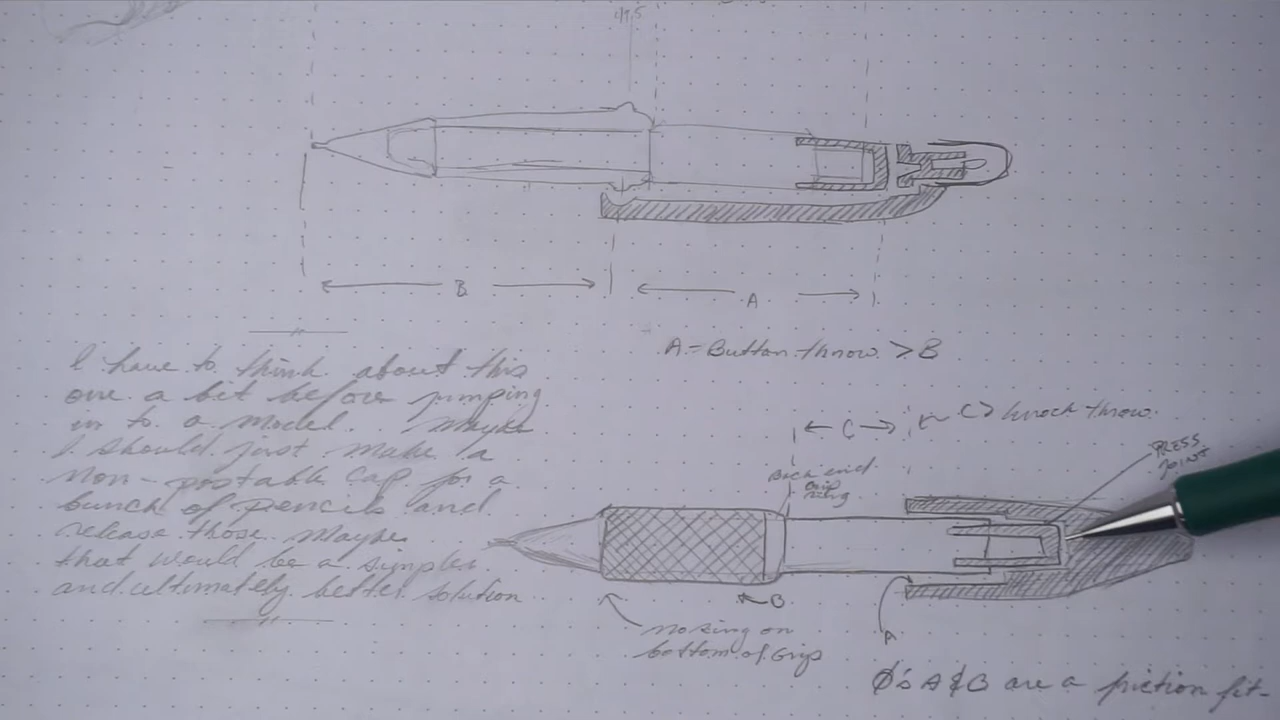 B
A
A = Button throw > B
I have to think about this
one a bit before jumping
in to a model. Maybe
I should just make a
non-postable cap for a
bunch of pencils and
release those. Maybe
that would be a simpler
and ultimately better solution
C
C > knock throw.
PRESS
POINT
Back end
Grip
B
nosing on
bottom of Grip
A
Ø's A & B are a friction fit-